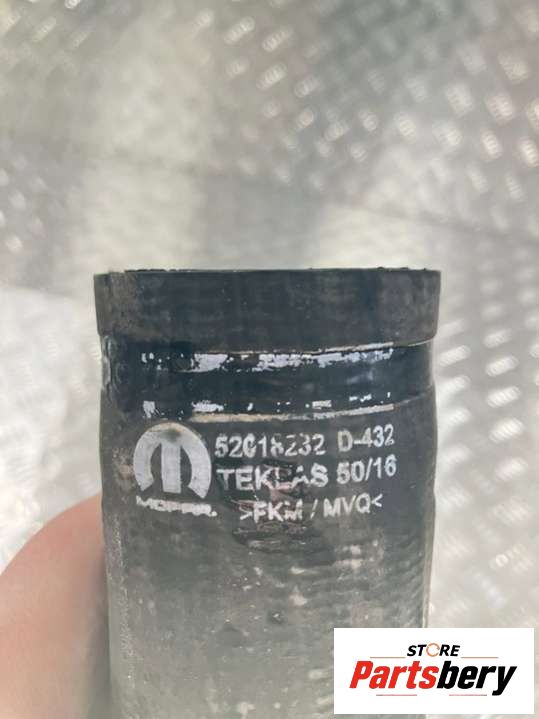 52018232 D-432
TEKLAS 50/16
MOPAR.
>FKM / MVQ<
STORE
Partsbery